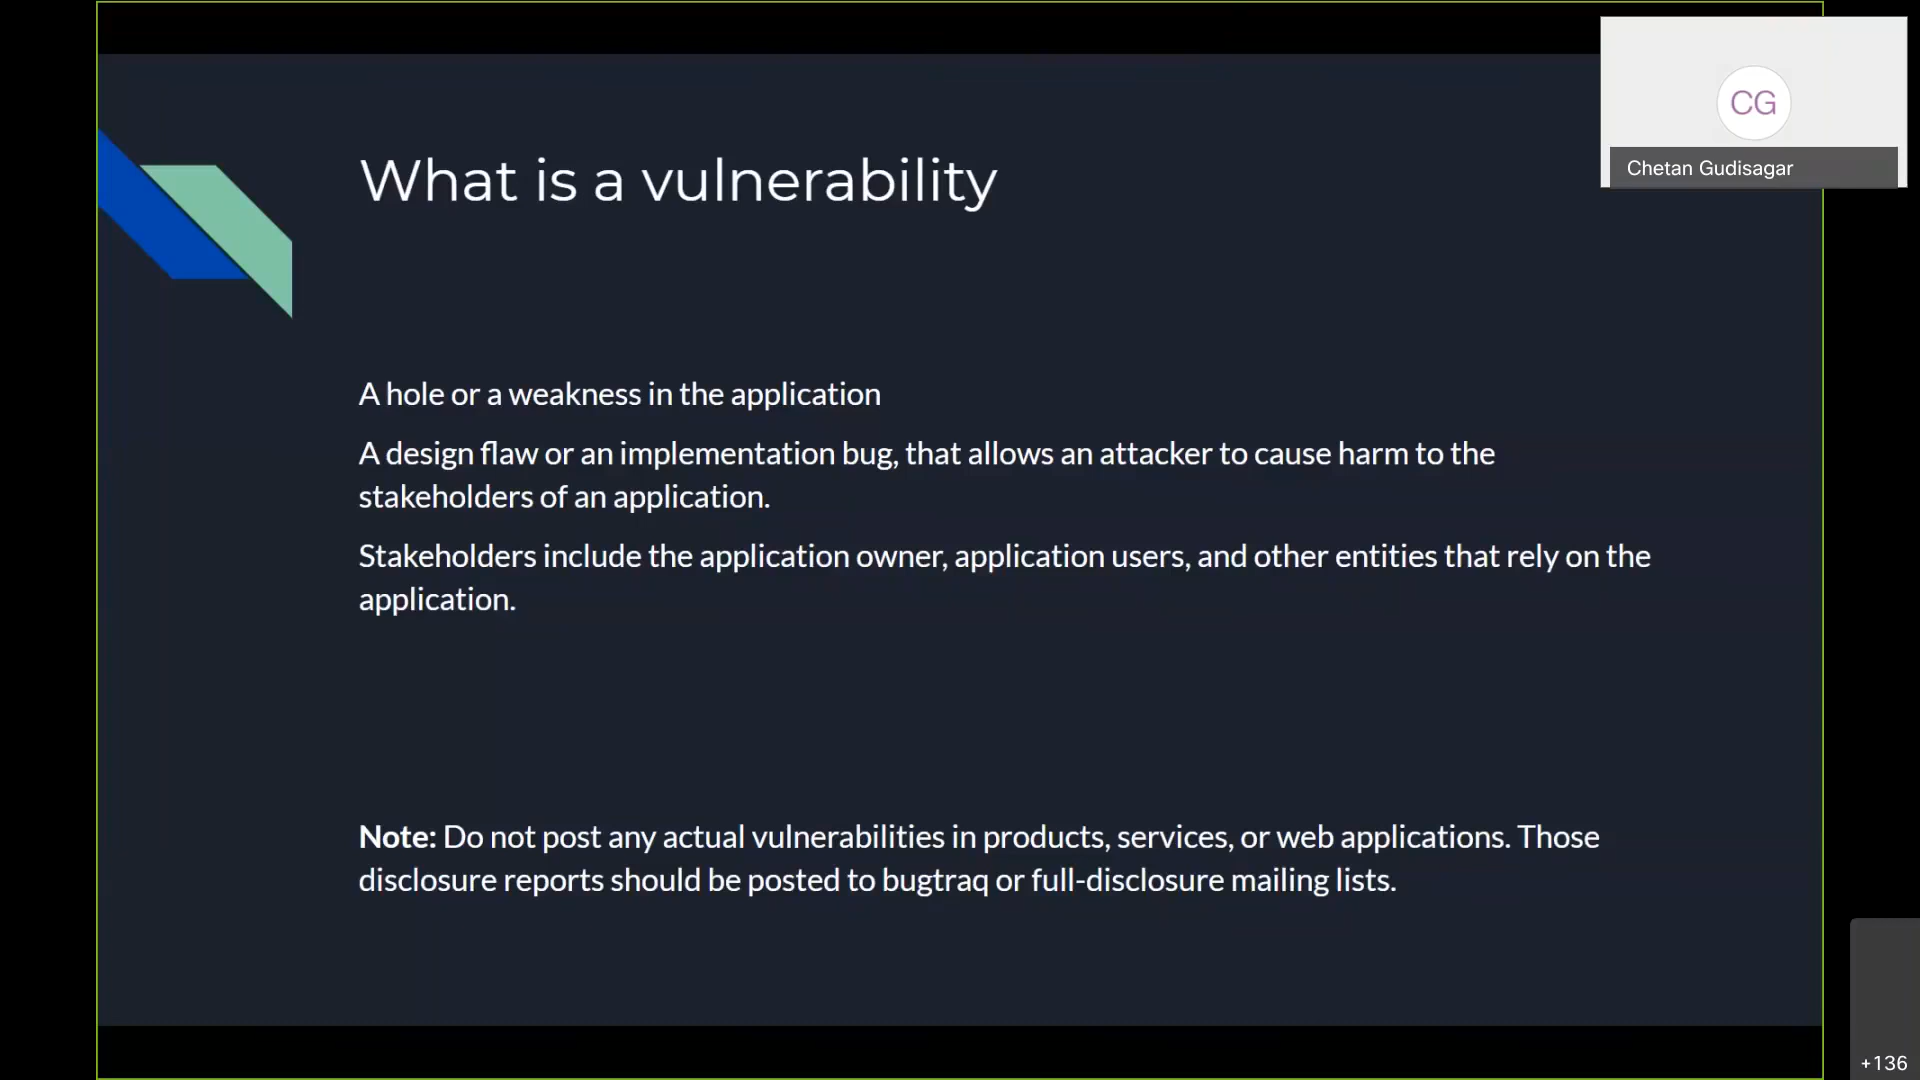 What is a vulnerability
CG
Chetan Gudisagar
A hole or a weakness in the application
A design flaw or an implementation bug, that allows an attacker to cause harm to the
stakeholders of an application.
Stakeholders include the application owner, application users, and other entities that rely on the
application.
Note: Do not post any actual vulnerabilities in products, services, or web applications. Those
disclosure reports should be posted to bugtraq or full-disclosure mailing lists.
+136